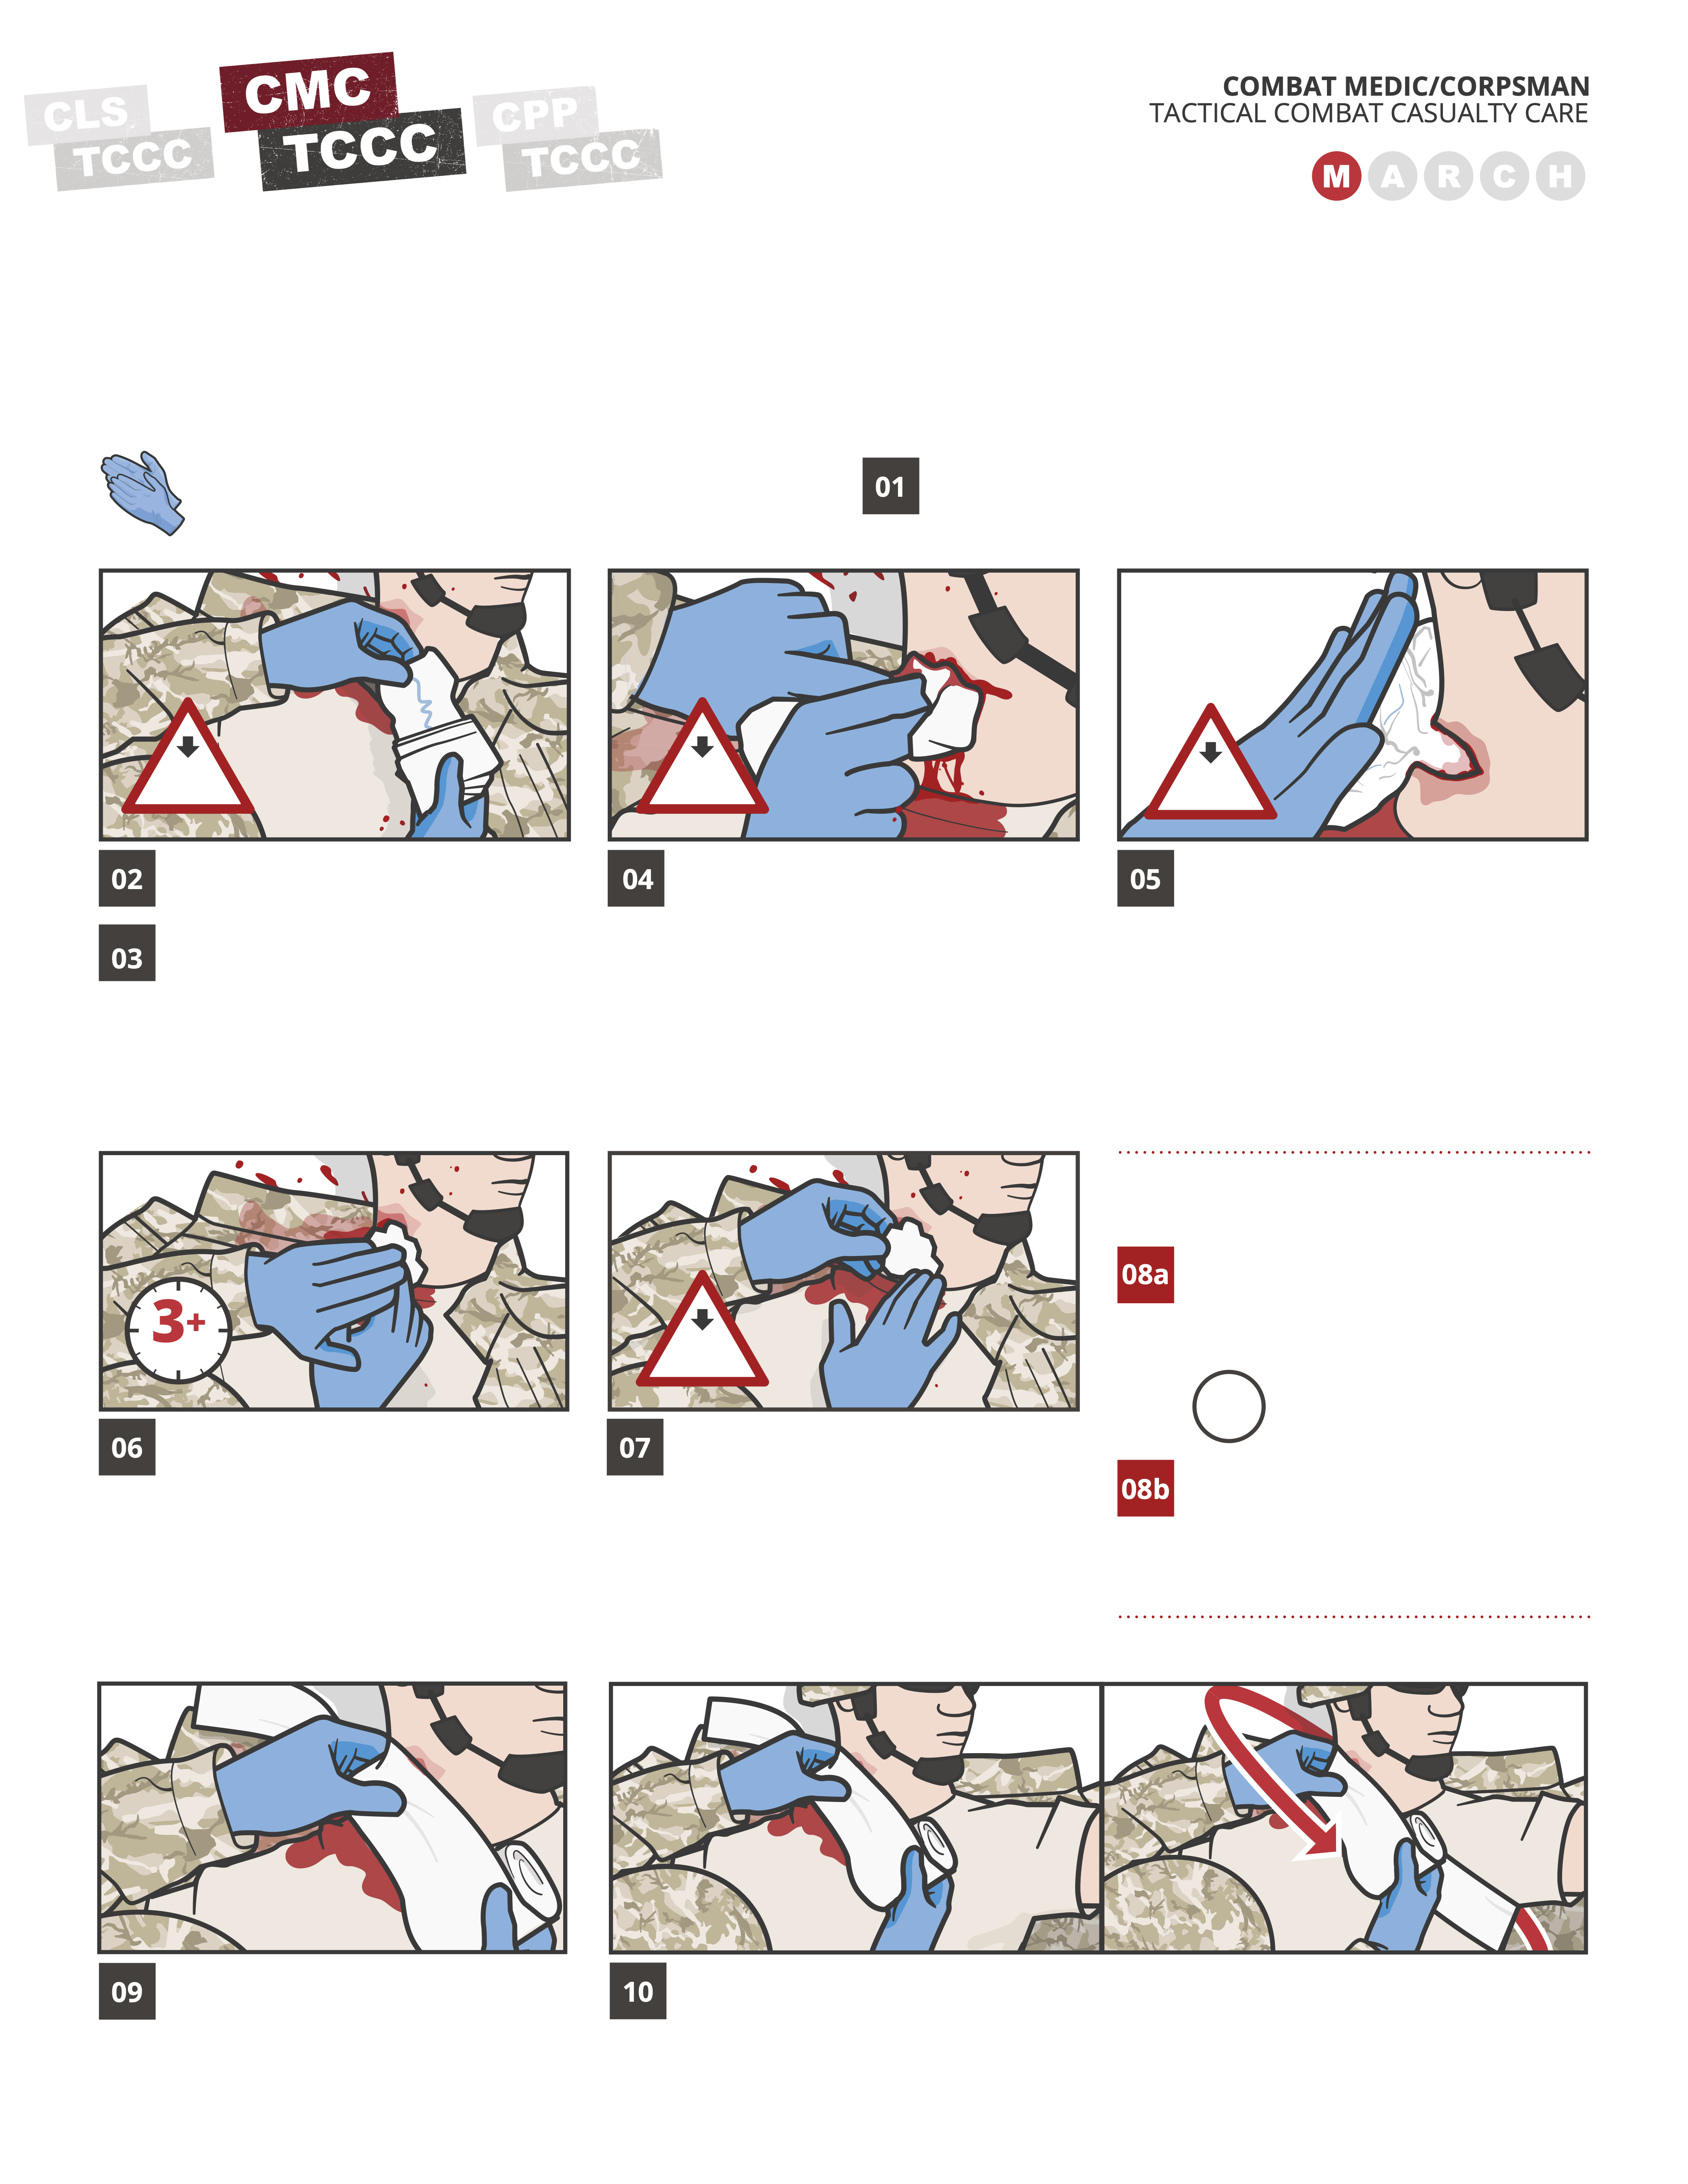 CLS
TCCC
CMC
TCCC
CPP
TCCC
COMBAT MEDIC/CORPSMAN
TACTICAL COMBAT CASUALTY CARE
M A R C H
01
02
04
05
03
3+
06
07
08a
08b
09
10